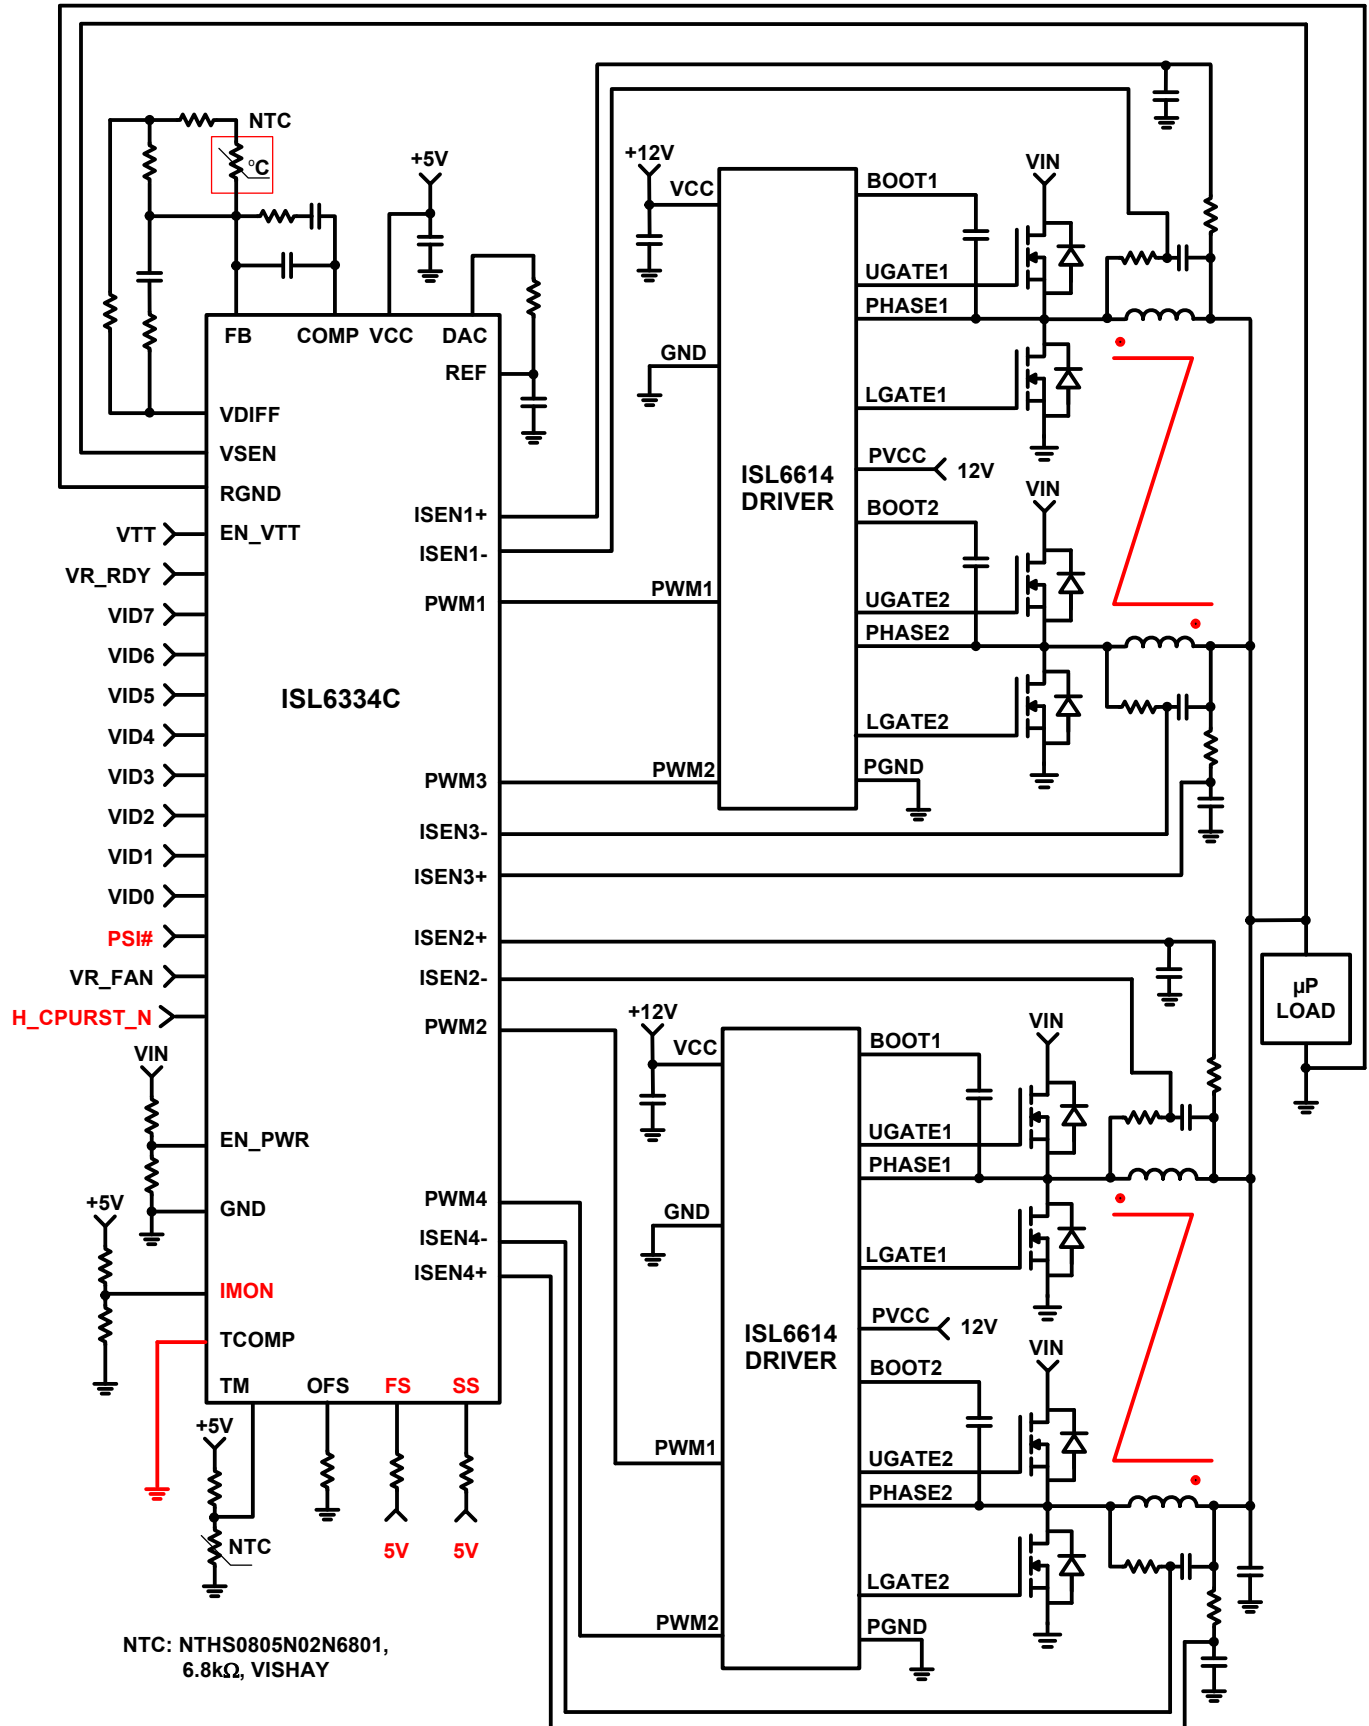 NTC
°C
+5V
FB
COMP
VCC
DAC
REF
VDIFF
VSEN
RGND
VTT
EN_VTT
VR_RDY
VID7
VID6
VID5
VID4
VID3
VID2
VID1
VID0
PSI#
VR_FAN
H_CPURST_N
VIN
EN_PWR
GND
+5V
IMON
TCOMP
TM
OFS
FS
SS
+5V
NTC
5V
5V
NTC: NTHS0805N02N6801,
6.8kΩ, VISHAY
ISL6334C
ISEN1+
ISEN1-
PWM1
PWM3
ISEN3-
ISEN3+
ISEN2+
ISEN2-
PWM2
PWM4
ISEN4-
ISEN4+
+12V
VCC
GND
PWM1
PWM2
ISL6614
DRIVER
BOOT1
UGATE1
PHASE1
LGATE1
PVCC
12V
BOOT2
UGATE2
PHASE2
LGATE2
PGND
VIN
VIN
+12V
VCC
GND
PWM1
PWM2
ISL6614
DRIVER
BOOT1
UGATE1
PHASE1
LGATE1
PVCC
12V
BOOT2
UGATE2
PHASE2
LGATE2
PGND
VIN
VIN
µP
LOAD